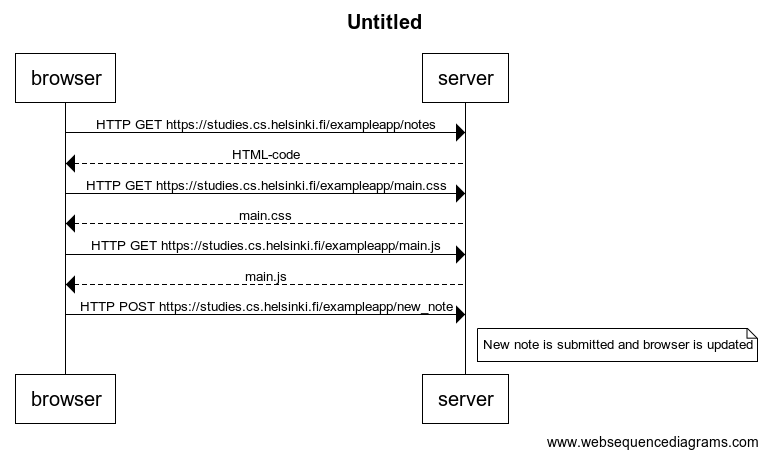 Untitled
browser
server
HTTP GET https://studies.cs.helsinki.fi/exampleapp/notes
HTML-code
HTTP GET https://studies.cs.helsinki.fi/exampleapp/main.css
main.css
HTTP GET https://studies.cs.helsinki.fi/exampleapp/main.js
main.js
HTTP POST https://studies.cs.helsinki.fi/exampleapp/new_note
New note is submitted and browser is updated
browser
server
www.websequencediagrams.com